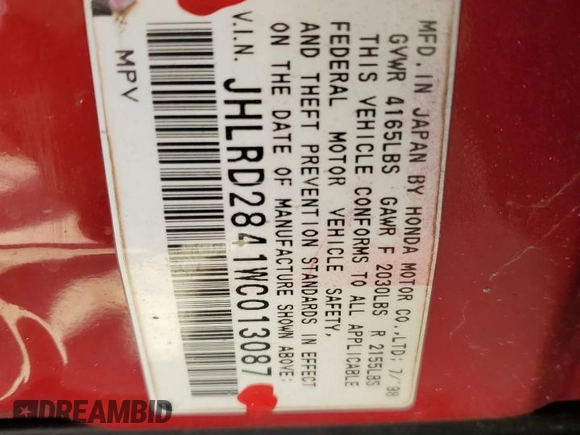 MFD. IN JAPAN BY HONDA MOTOR CO., LTD; 7/'98
GVWR 4165LBS GAWR F 2030LBS R 2155LBS
THIS VEHICLE CONFORMS TO ALL APPLICABLE
FEDERAL MOTOR VEHICLE SAFETY,
AND THEFT PREVENTION STANDARDS IN EFFECT
ON THE DATE OF MANUFACTURE SHOWN ABOVE:
V.I.N. JHLRD2841WC013087
MPV
DREAMBID